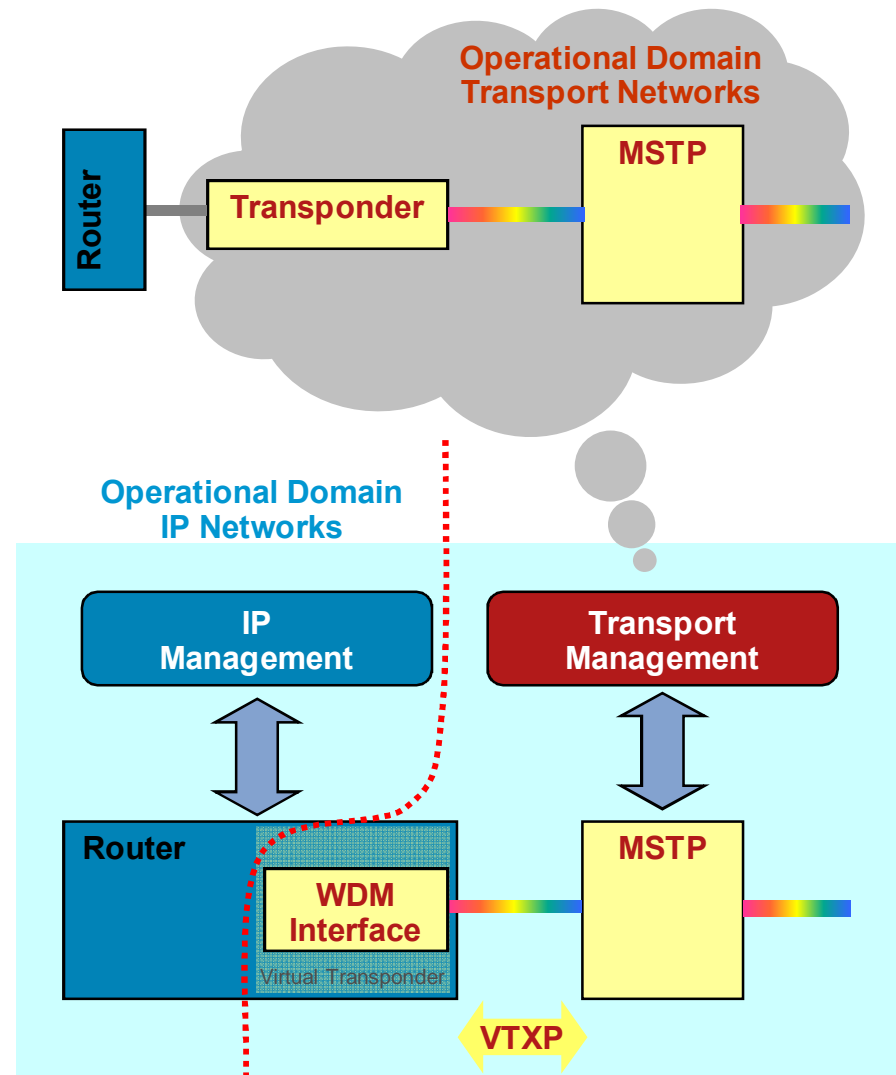 Operational Domain
Transport Networks
MSTP
Router
Transponder
Operational Domain
IP Networks
IP
Management
Transport
Management
Router
MSTP
WDM
Interface
Virtual Transponder
VTXP